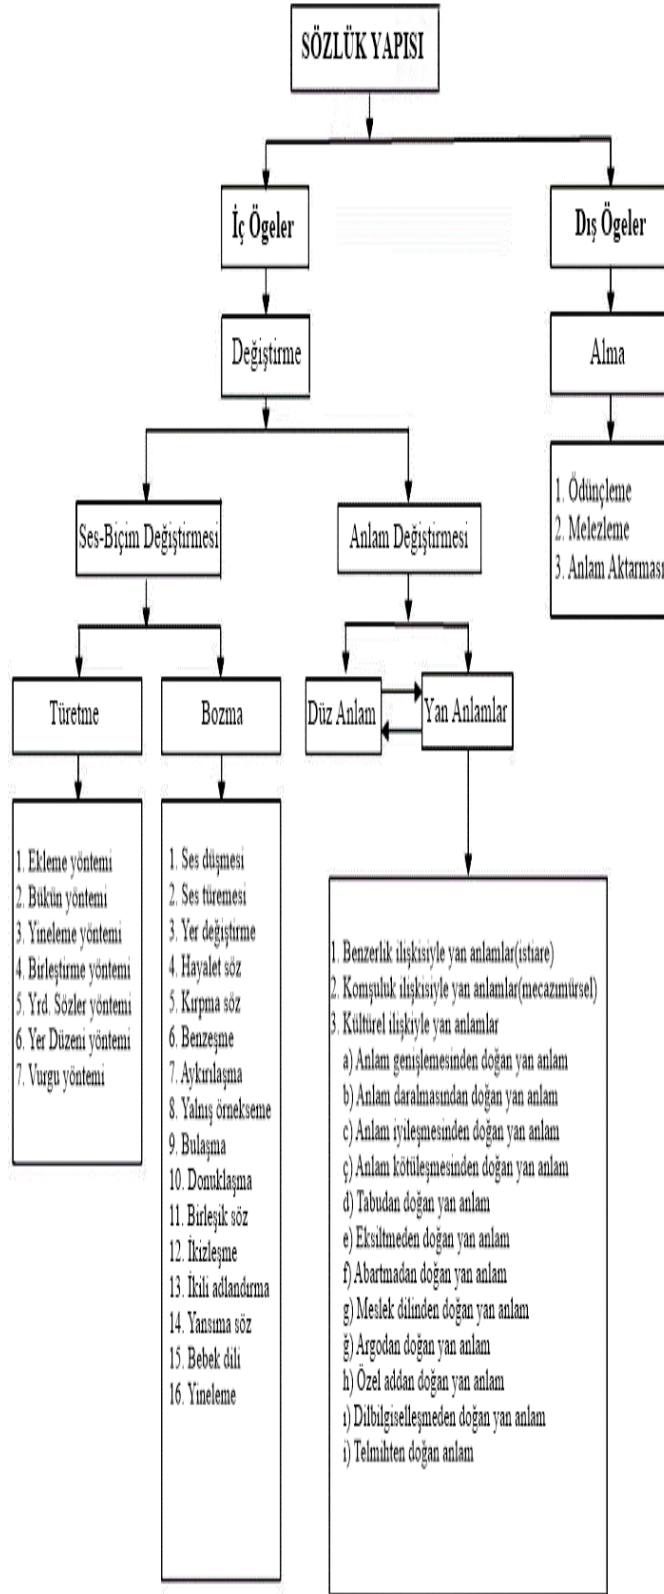 SÖZLÜK YAPISI
İç Ögeler
Dış Ögeler
Değiştirme
Alma
1. Ödünçleme
2. Melezleme
3. Anlam Aktarması
Ses-Biçim Değiştirmesi
Anlam Değiştirmesi
Türetme
Bozma
Düz Anlam
Yan Anlamlar
1. Ekleme yöntemi
2. Bükün yöntemi
3. Yineleme yöntemi
4. Birleştirme yöntemi
5. Yrd. Sözler yöntemi
6. Yer Düzeni yöntemi
7. Vurgu yöntemi
1. Ses düşmesi
2. Ses türemesi
3. Yer değiştirme
4. Hayalet söz
5. Kırpma söz
6. Benzeşme
7. Aykırılaşma
8. Yalnış örnekseme
9. Bulaşma
10. Donuklaşma
11. Birleşik söz
12. İkizleşme
13. İkili adlandırma
14. Yansıma söz
15. Bebek dili
16. Yineleme
1. Benzerlik ilişkisiyle yan anlamlar(istiare)
2. Komşuluk ilişkisiyle yan anlamlar(mecazımürsel)
3. Kültürel ilişkiyle yan anlamlar
a) Anlam genişlemesinden doğan yan anlam
b) Anlam daralmasından doğan yan anlam
c) Anlam iyileşmesinden doğan yan anlam
ç) Anlam kötüleşmesinden doğan yan anlam
d) Tabudan doğan yan anlam
e) Eksiltmeden doğan yan anlam
f) Abartmadan doğan yan anlam
g) Meslek dilinden doğan yan anlam
ğ) Argodan doğan yan anlam
h) Özel addan doğan yan anlam
ı) Dilbilgiselleşmeden doğan yan anlam
i) Telmihten doğan anlam